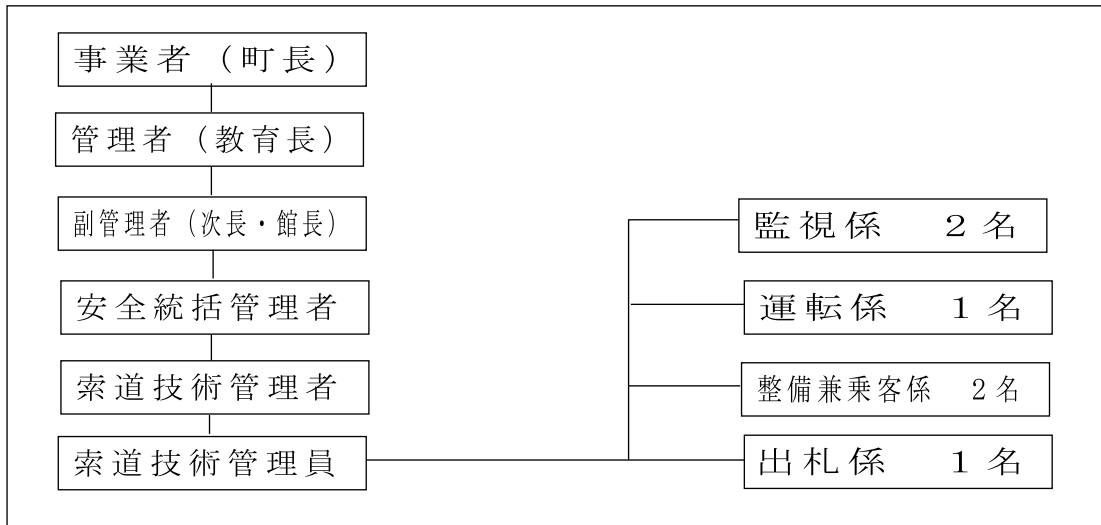 事業者（町長）
管理者（教育長）
副管理者（次長・館長）
安全統括管理者
索道技術管理者
索道技術管理員
監視係　２名
運転係　１名
整備兼乗客係　２名
出札係　１名